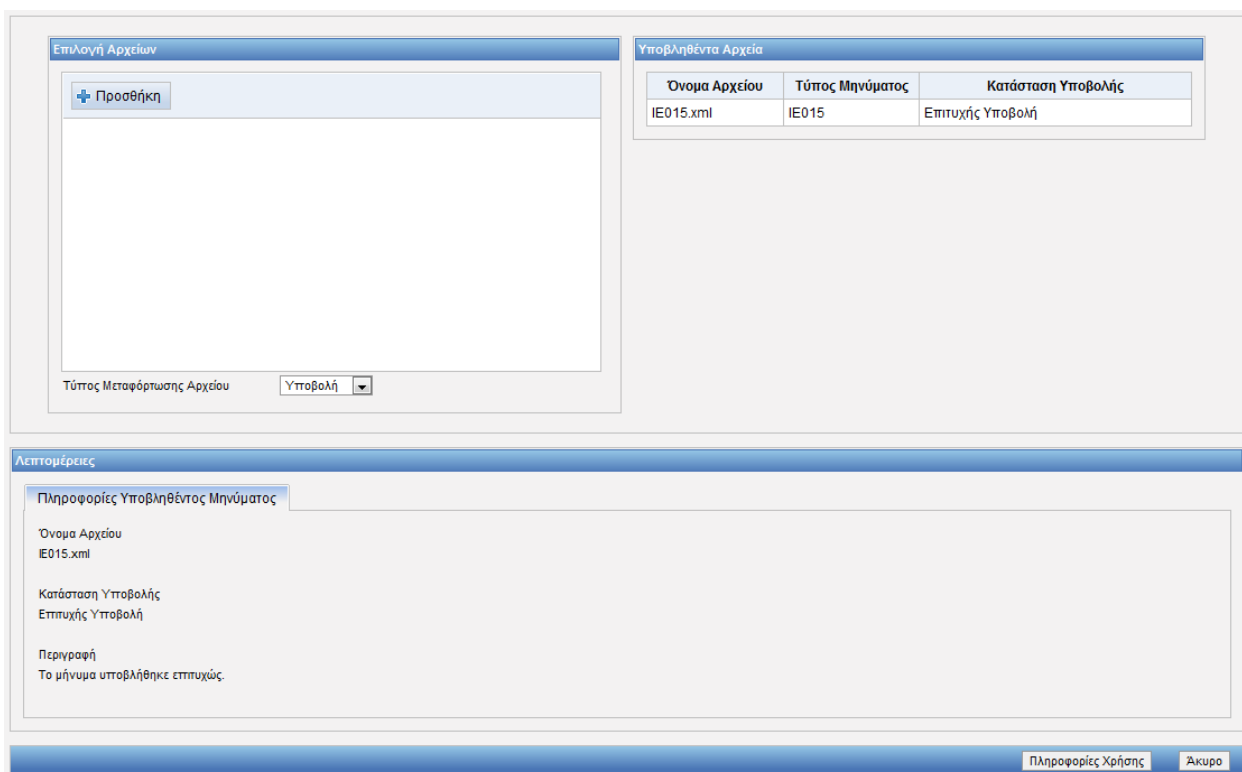 Επιλογή Αρχείων
Προσθήκη
Τύπος Μεταφόρτωσης Αρχείου Υποβολή
Υποβληθέντα Αρχεία
Όνομα Αρχείου Τύπος Μηνύματος Κατάσταση Υποβολής
IE015.xml IE015 Επιτυχής Υποβολή
Λεπτομέρειες
Πληροφορίες Υποβληθέντος Μηνύματος
Όνομα Αρχείου
IE015.xml
Κατάσταση Υποβολής
Επιτυχής Υποβολή
Περιγραφή
Το μήνυμα υποβλήθηκε επιτυχώς.
Πληροφορίες Χρήσης Άκυρο